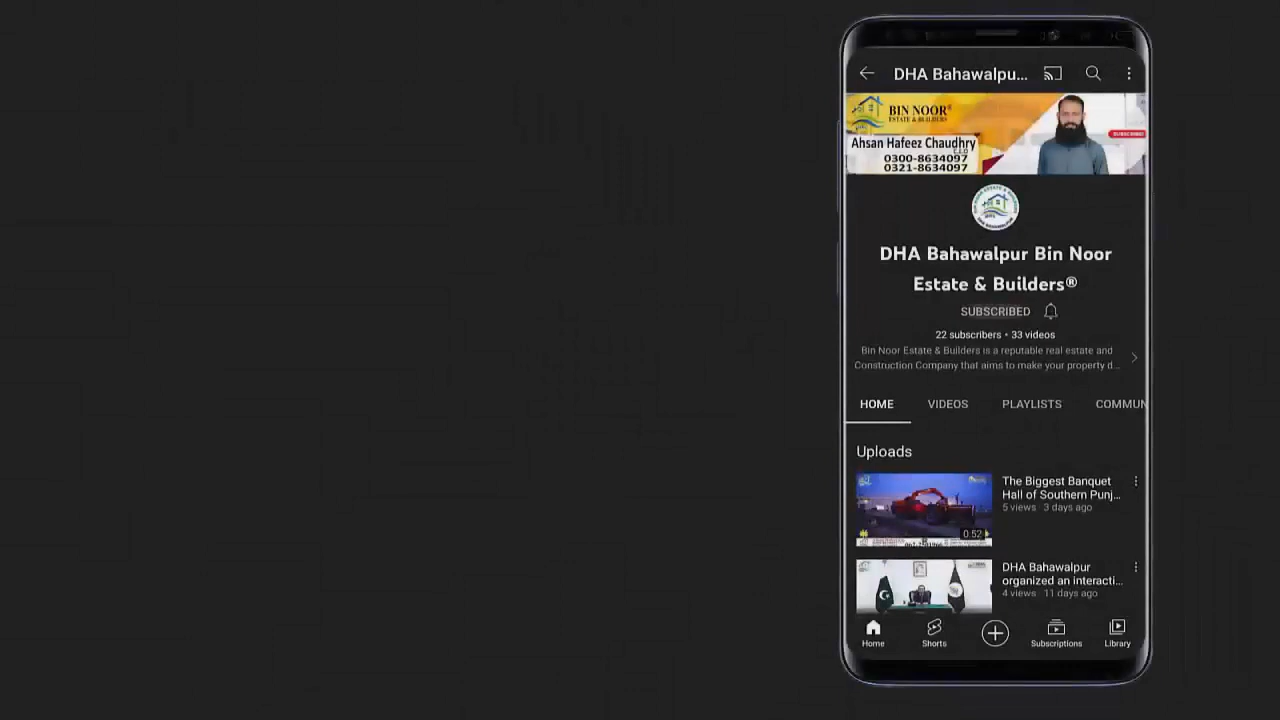 DHA Bahawalpu...
BIN NOOR®
ESTATE & BUILDERS
Ahsan Hafeez Chaudhry
C.E.O
0300-8634097
0321-8634097
SUBSCRIBE
DHA Bahawalpur Bin Noor
Estate & Builders®
SUBSCRIBED
22 subscribers • 33 videos
Bin Noor Estate & Builders is a reputable real estate and
Construction Company that aims to make your property d...
HOME VIDEOS PLAYLISTS COMMUN
Uploads
The Biggest Banquet
Hall of Southern Punj...
5 views 3 days ago
0:52
DHA Bahawalpur
organized an interacti...
4 views 11 days ago
Home Shorts Subscriptions Library